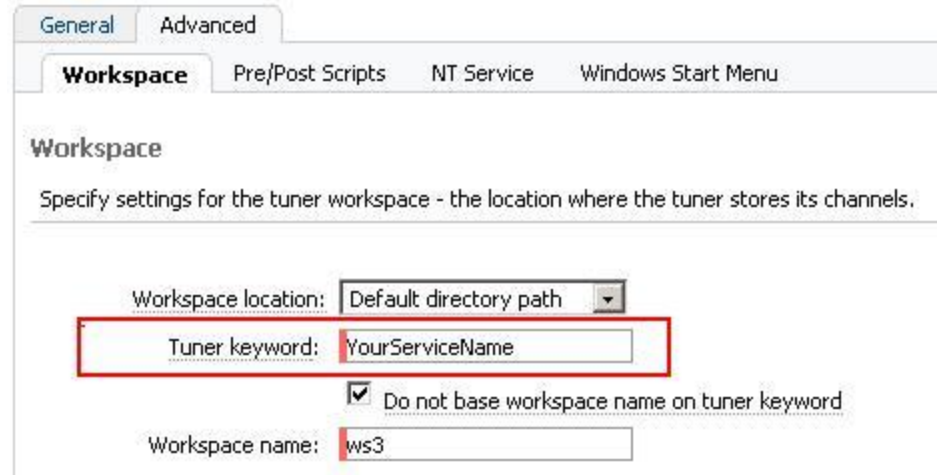 General Advanced
Workspace Pre/Post Scripts NT Service Windows Start Menu
Workspace
Specify settings for the tuner workspace - the location where the tuner stores its channels.
Workspace location: Default directory path
Tuner keyword: YourServiceName
Do not base workspace name on tuner keyword
Workspace name: ws3